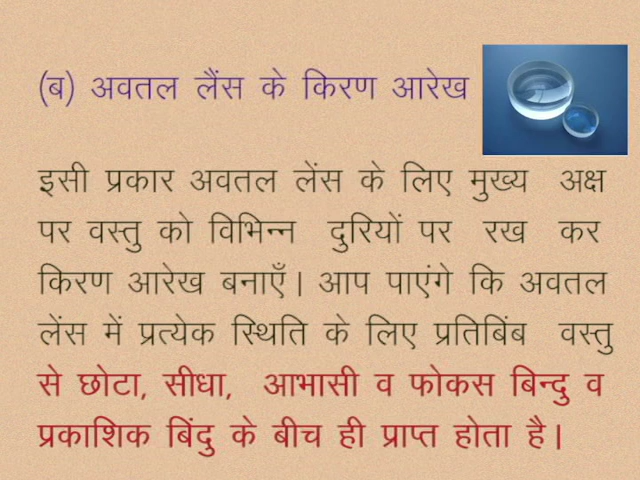 (ब) अवतल लैंस के किरण आरेख
इसी प्रकार अवतल लेंस के लिए मुख्य अक्ष
पर वस्तु को विभिन्न दुरियों पर रख कर
किरण आरेख बनाएँ। आप पाएंगे कि अवतल
लेंस में प्रत्येक स्थिति के लिए प्रतिबिंब वस्तु
से छोटा, सीधा, आभासी व फोकस बिन्दु व
प्रकाशिक बिंदु के बीच ही प्राप्त होता है।